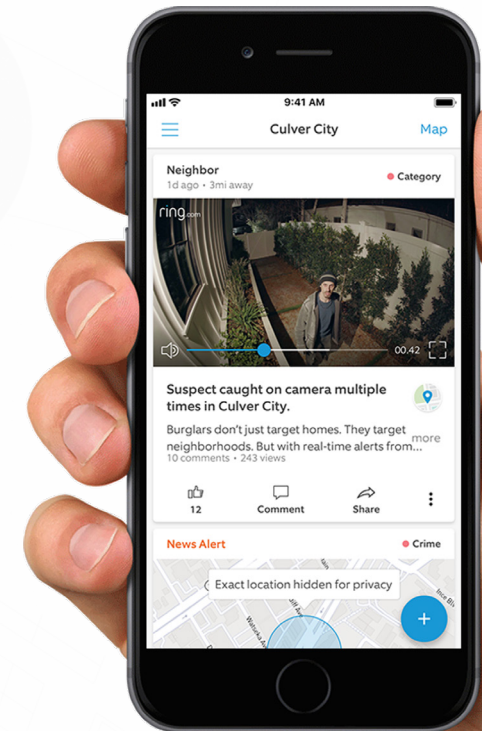 9:41 AM
Culver City
Map
Neighbor
1d ago • 3mi away
Category
ring.com
00.42
Suspect caught on camera multiple
times in Culver City.
Burglars don't just target homes. They target
neighborhoods. But with real-time alerts from...
more
10 comments • 243 views
12
Comment
Share
News Alert
Crime
Exact location hidden for privacy
+